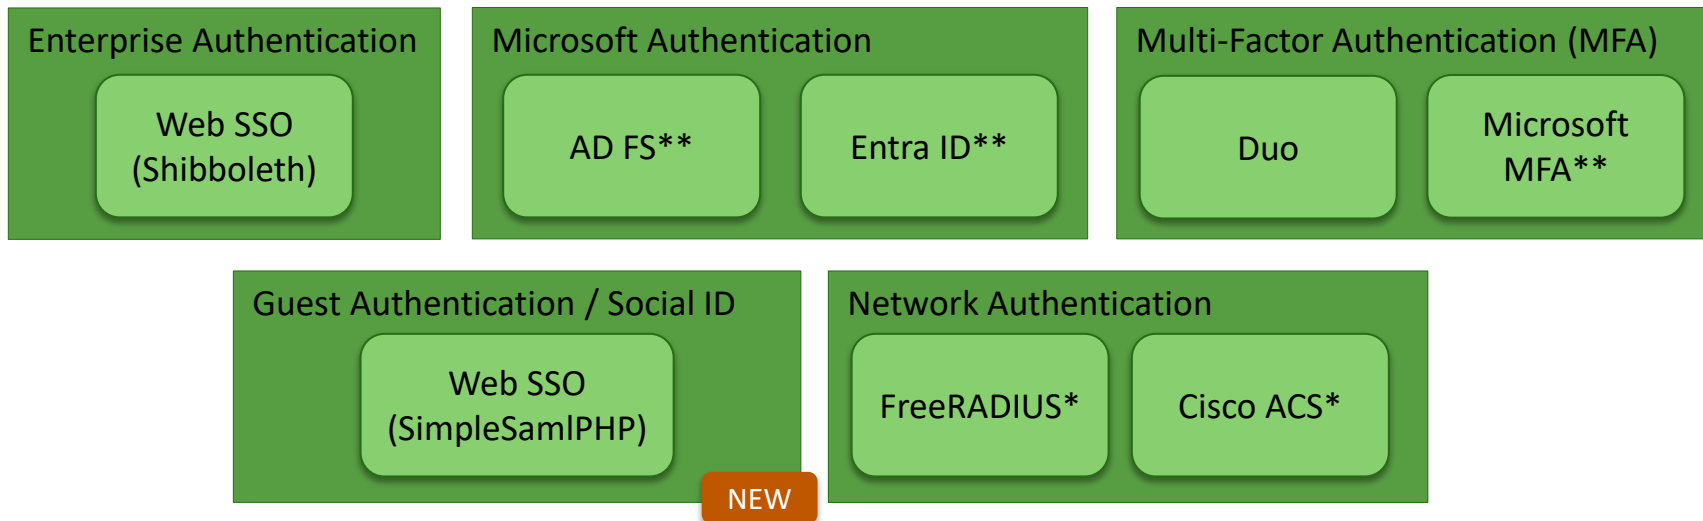 Enterprise Authentication
Web SSO
(Shibboleth)
Microsoft Authentication
AD FS**
Entra ID**
Multi-Factor Authentication (MFA)
Duo
Microsoft
MFA**
Guest Authentication / Social ID
Web SSO
(SimpleSamlPHP)
NEW
Network Authentication
FreeRADIUS*
Cisco ACS*